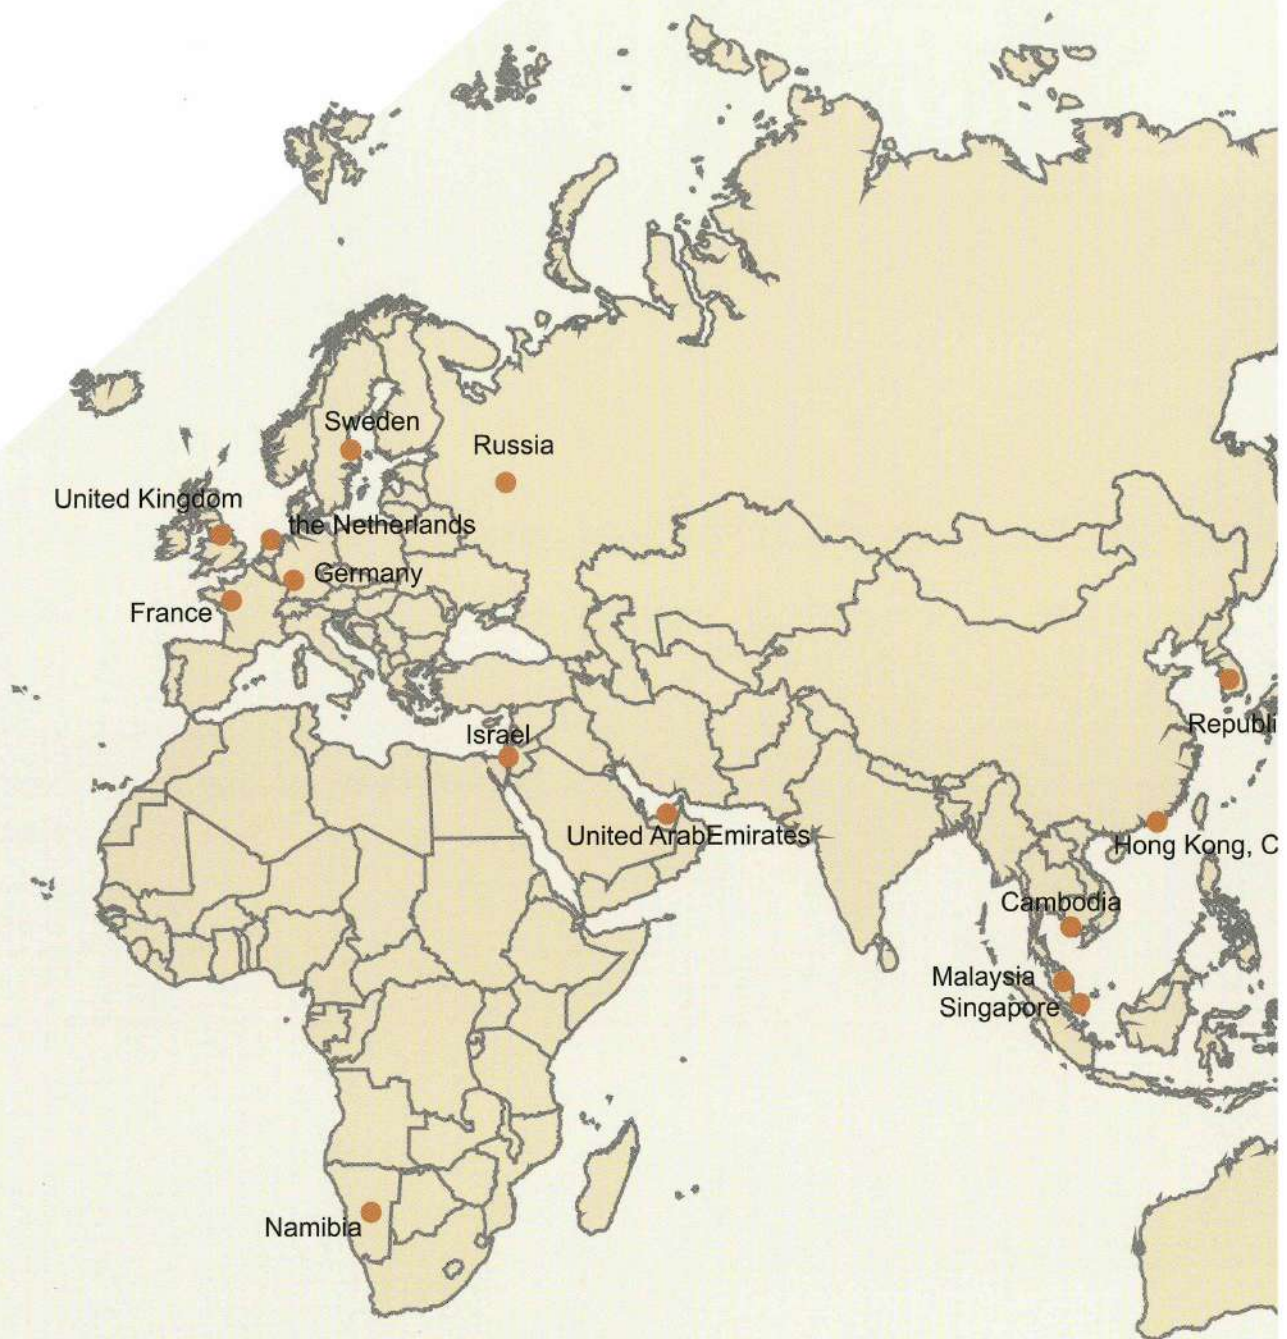 Sweden
Russia
United Kingdom
the Netherlands
Germany
France
Israel
Republi
United ArabEmirates
Hong Kong, C
Cambodia
Malaysia
Singapore
Namibia